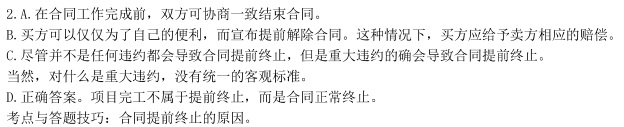 2.A.在合同工作完成前，双方可协商一致结束合同。
B.买方可以仅仅为了自己的便利，而宣布提前解除合同。这种情况下，买方应给予卖方相应的赔偿。
C.尽管并不是任何违约都会导致合同提前终止，但是重大违约的确会导致合同提前终止。
当然，对什么是重大违约，没有统一的客观标准。
D.正确答案。项目完工不属于提前终止，而是合同正常终止。
考点与答题技巧：合同提前终止的原因。